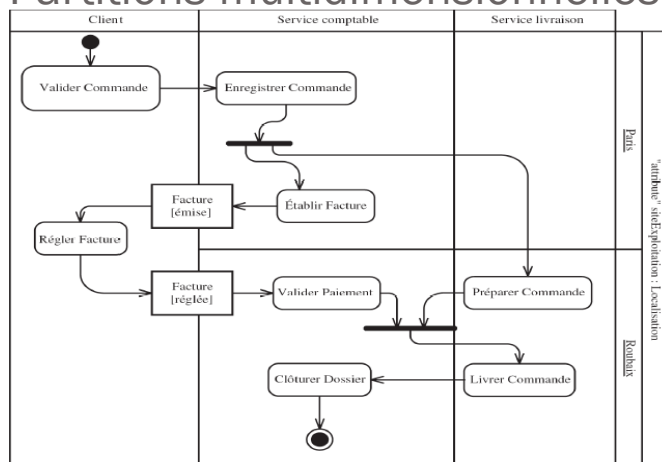 Partitions multidimensionnelles
Client
Service comptable
Service livraison
Valider Commande
Enregistrer Commande
Paris
"attribute" siteExploitation : Localisation
Facture
[émise]
Établir Facture
Régler Facture
Facture
[réglée]
Valider Paiement
Préparer Commande
Roubaix
Clôturer Dossier
Livrer Commande